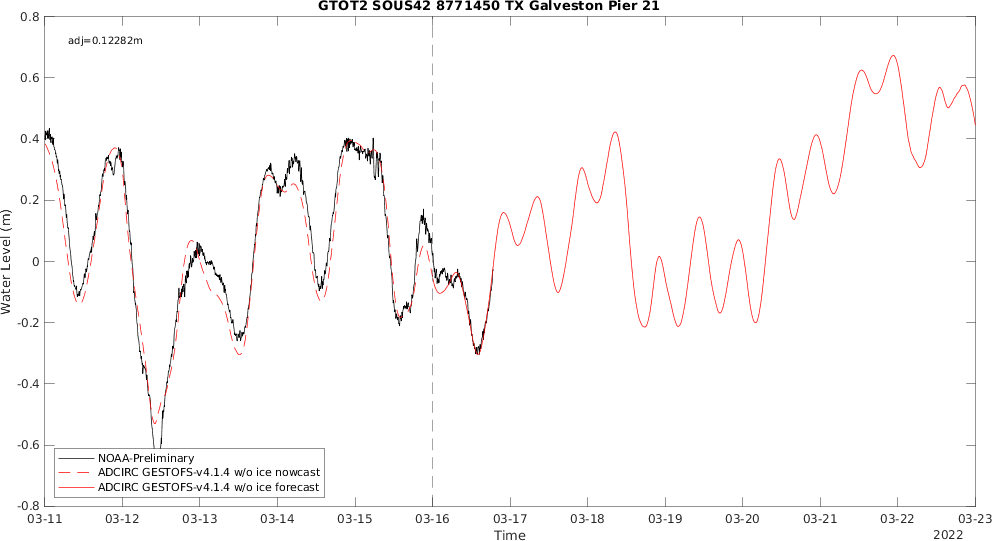 GTOT2 SOUS42 8771450 TX Galveston Pier 21
adj=0.12282m
0.8
0.6
0.4
0.2
0
-0.2
-0.4
-0.6
-0.8
Water Level (m)
NOAA-Preliminary
ADCIRC GESTOFS-v4.1.4 w/o ice nowcast
ADCIRC GESTOFS-v4.1.4 w/o ice forecast
03-11 03-12 03-13 03-14 03-15 03-16 03-17 03-18 03-19 03-20 03-21 03-22 03-23
Time
2022